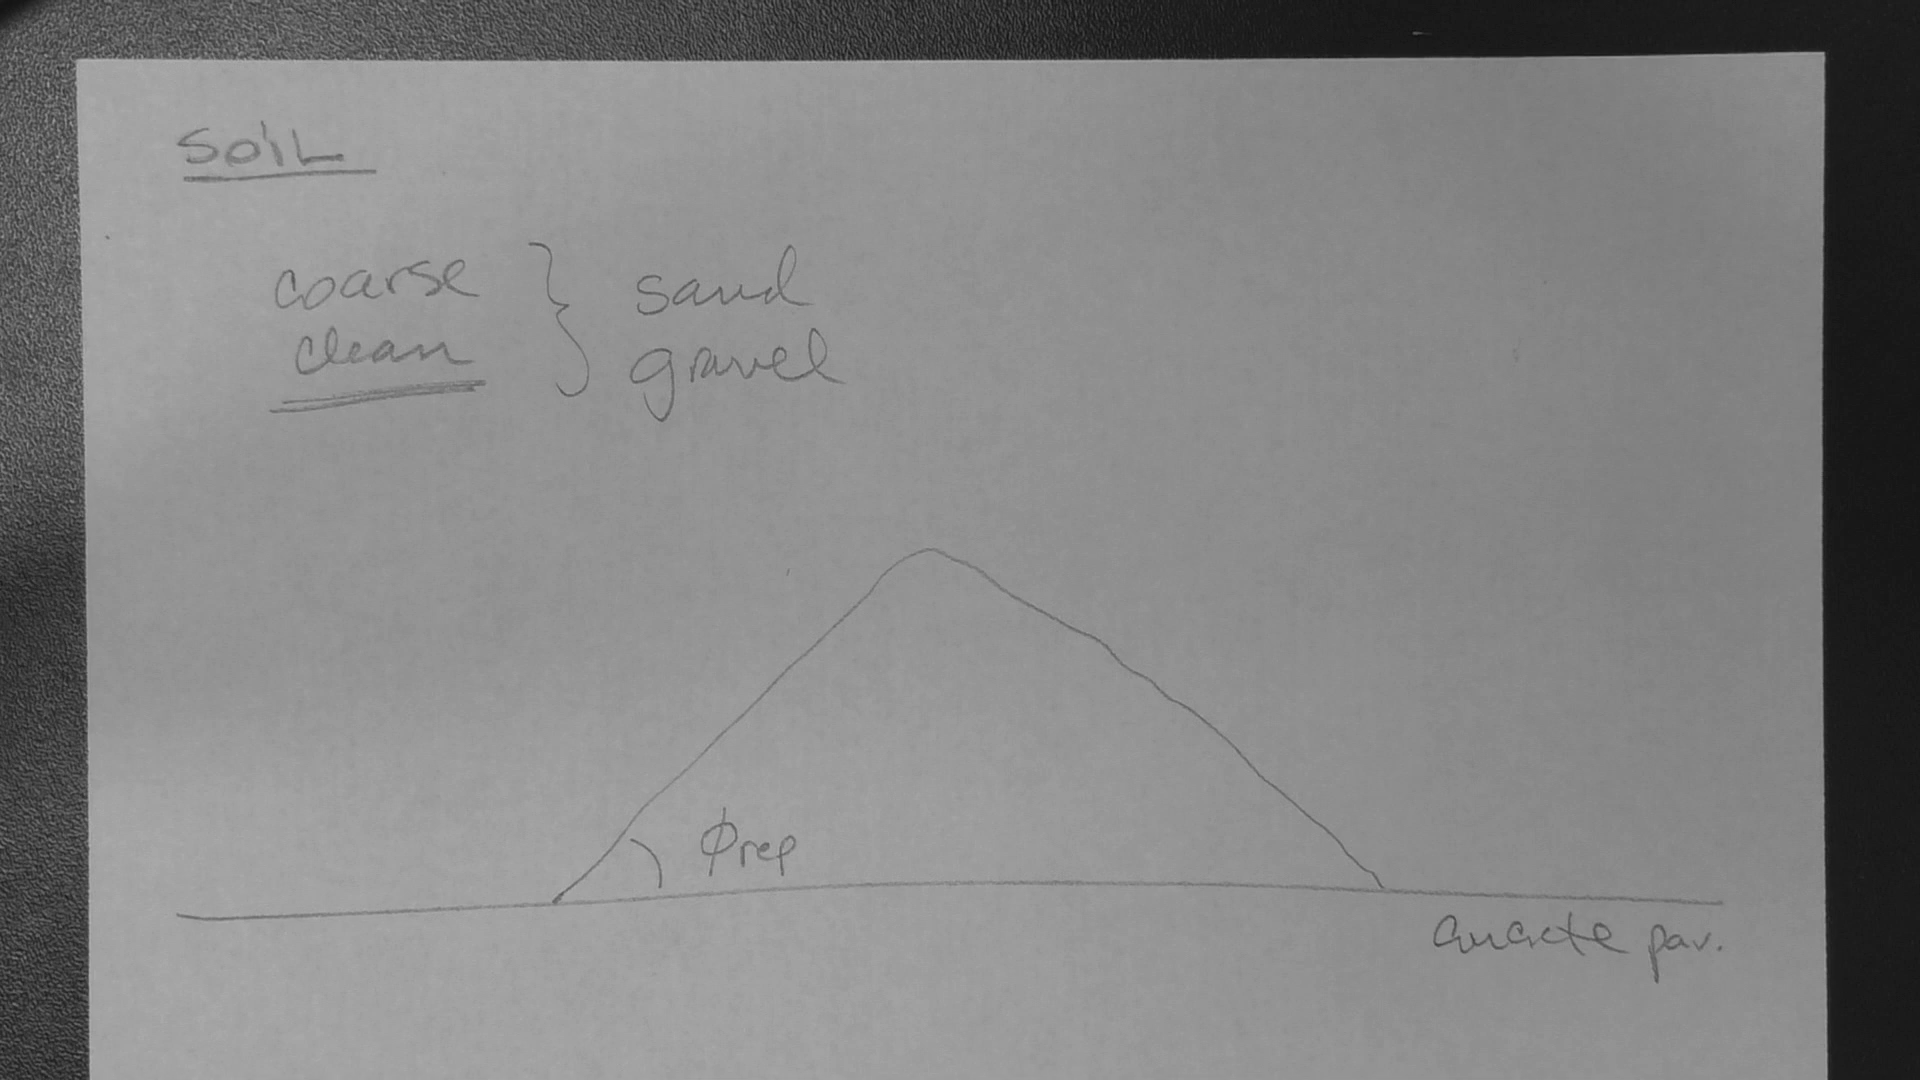 SOIL
coarse } sand
clean gravel
φrep
concrete pav.